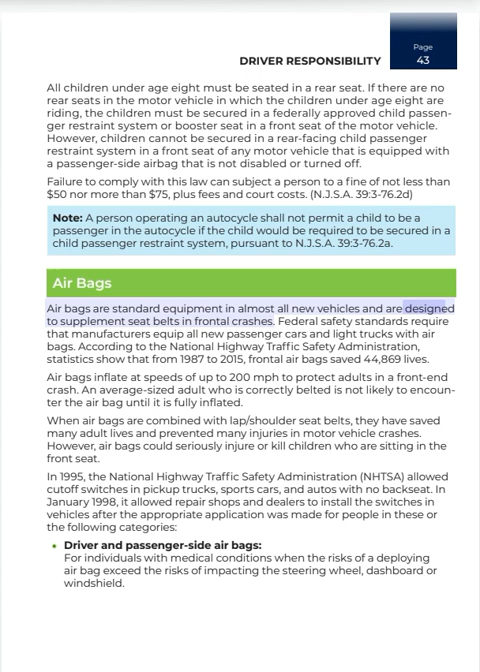 Page
DRIVER RESPONSIBILITY 43
All children under age eight must be seated in a rear seat. If there are no
rear seats in the motor vehicle in which the children under age eight are
riding, the children must be secured in a federally approved child passen-
ger restraint system or booster seat in a front seat of the motor vehicle.
However, children cannot be secured in a rear-facing child passenger
restraint system in a front seat of any motor vehicle that is equipped with
a passenger-side airbag that is not disabled or turned off.
Failure to comply with this law can subject a person to a fine of not less than
$50 nor more than $75, plus fees and court costs. (N.J.S.A. 39:3-76.2d)
Note: A person operating an autocycle shall not permit a child to be a
passenger in the autocycle if the child would be required to be secured in a
child passenger restraint system, pursuant to N.J.S.A. 39:3-76.2a.
Air Bags
Air bags are standard equipment in almost all new vehicles and are designed
to supplement seat belts in frontal crashes. Federal safety standards require
that manufacturers equip all new passenger cars and light trucks with air
bags. According to the National Highway Traffic Safety Administration,
statistics show that from 1987 to 2015, frontal air bags saved 44,869 lives.
Air bags inflate at speeds of up to 200 mph to protect adults in a front-end
crash. An average-sized adult who is correctly belted is not likely to encoun-
ter the air bag until it is fully inflated.
When air bags are combined with lap/shoulder seat belts, they have saved
many adult lives and prevented many injuries in motor vehicle crashes.
However, air bags could seriously injure or kill children who are sitting in the
front seat.
In 1995, the National Highway Traffic Safety Administration (NHTSA) allowed
cutoff switches in pickup trucks, sports cars, and autos with no backseat. In
January 1998, it allowed repair shops and dealers to install the switches in
vehicles after the appropriate application was made for people in these or
the following categories:
• Driver and passenger-side air bags:
For individuals with medical conditions when the risks of a deploying
air bag exceed the risks of impacting the steering wheel, dashboard or
windshield.